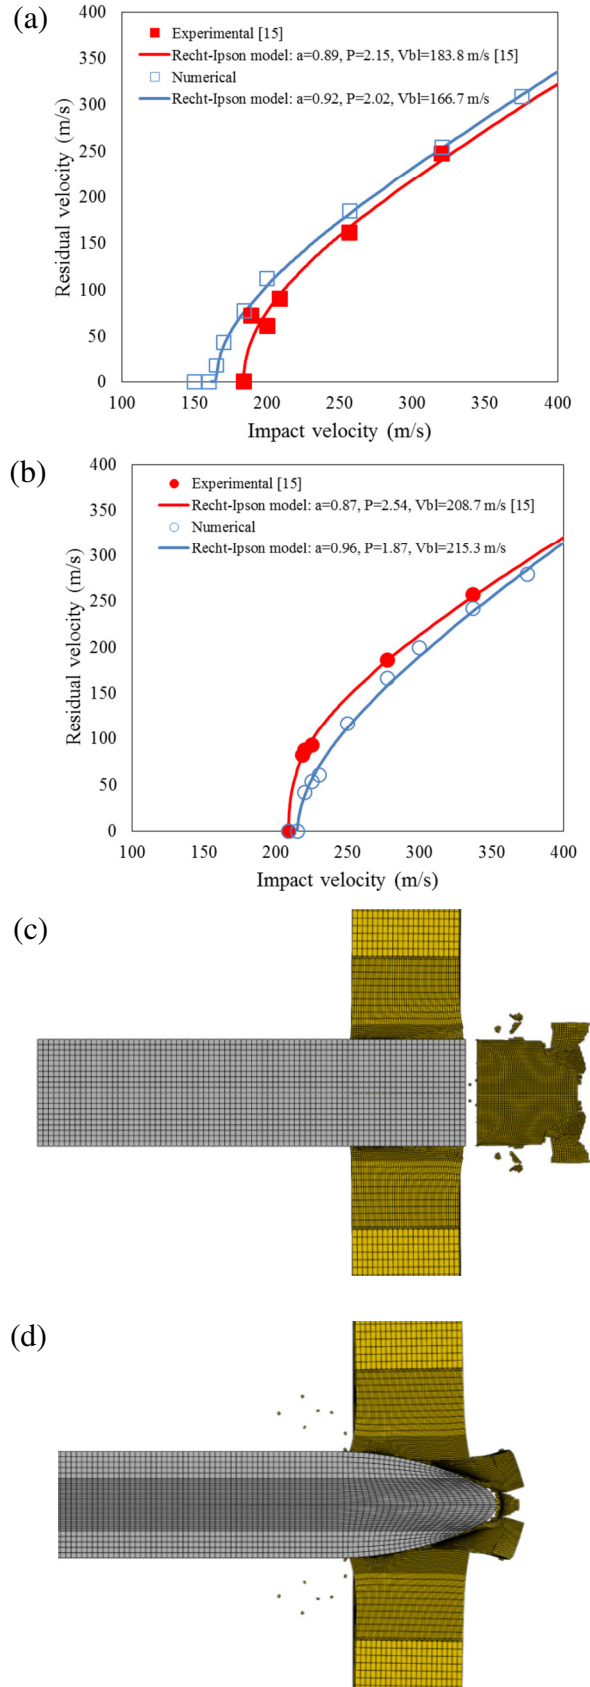 (a)
400
350
300
250
200
150
100
50
0
Residual velocity (m/s)
Experimental [15]
Recht-Ipson model: a=0.89, P=2.15, Vbl=183.8 m/s [15]
Numerical
Recht-Ipson model: a=0.92, P=2.02, Vbl=166.7 m/s
100 150 200 250 300 350 400
Impact velocity (m/s)
(b)
400
350
300
250
200
150
100
50
0
Residual velocity (m/s)
Experimental [15]
Recht-Ipson model: a=0.87, P=2.54, Vbl=208.7 m/s [15]
Numerical
Recht-Ipson model: a=0.96, P=1.87, Vbl=215.3 m/s
100 150 200 250 300 350 400
Impact velocity (m/s)
(c)
(d)